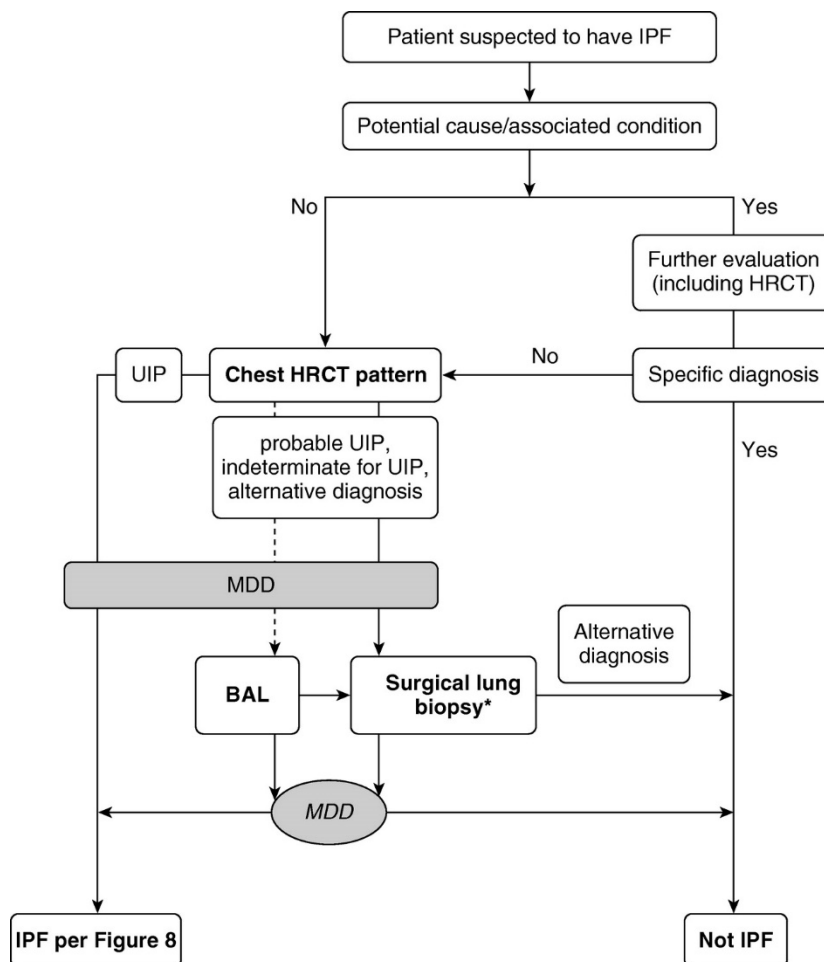 Patient suspected to have IPF
Potential cause/associated condition
No
Yes
Further evaluation
(including HRCT)
UIP
Chest HRCT pattern
No
Specific diagnosis
probable UIP,
indeterminate for UIP,
alternative diagnosis
Yes
MDD
Alternative
diagnosis
BAL
Surgical lung
biopsy*
MDD
IPF per Figure 8
Not IPF